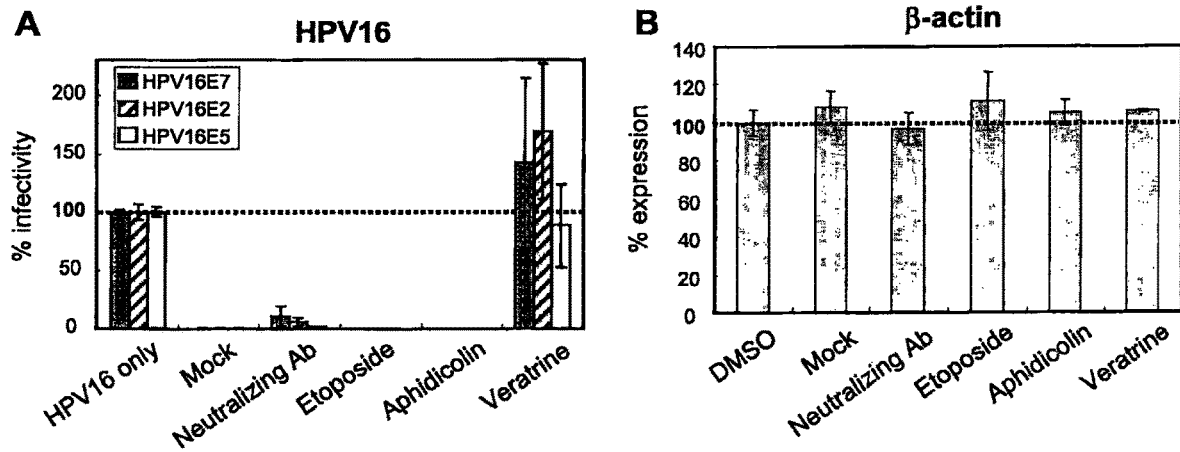 A
HPV16
% infectivity
200
150
100
50
0
HPV16E7
HPV16E2
HPV16E5
HPV16 only
Mock
Neutralizing Ab
Etoposide
Aphidicolin
Veratrine
B
β-actin
% expression
140
120
100
80
60
40
20
0
DMSO
Mock
Neutralizing Ab
Etoposide
Aphidicolin
Veratrine